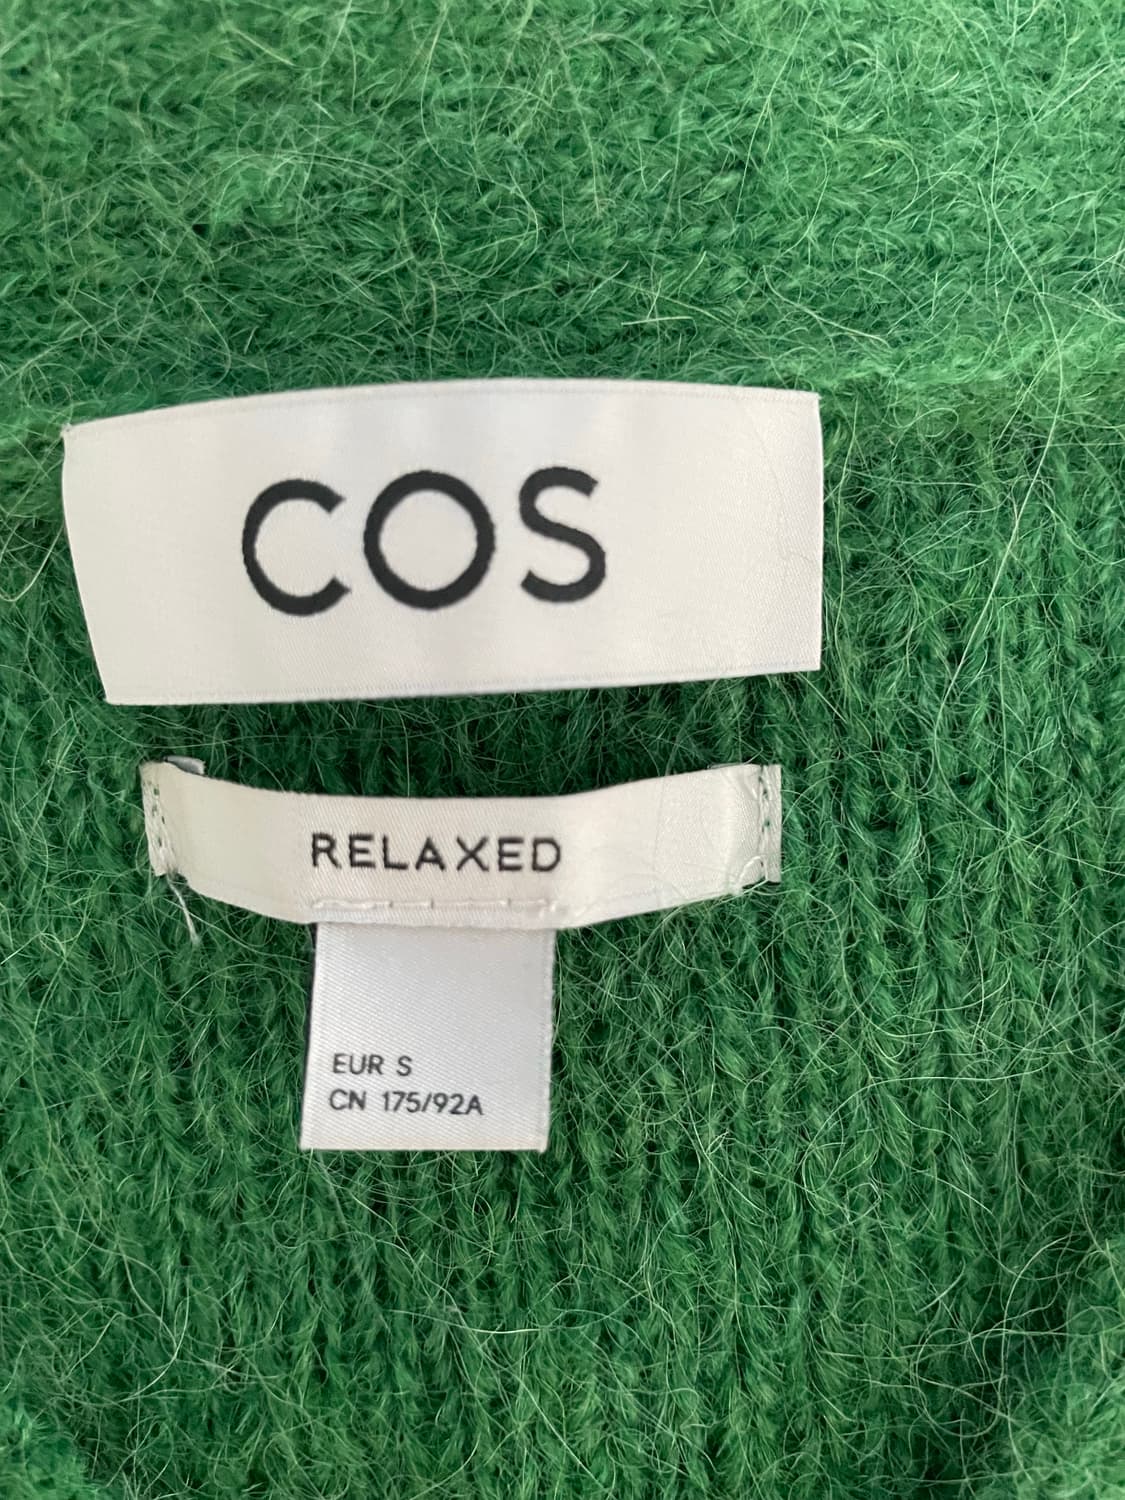 COS
RELAXED
EUR S
CN 175/92A